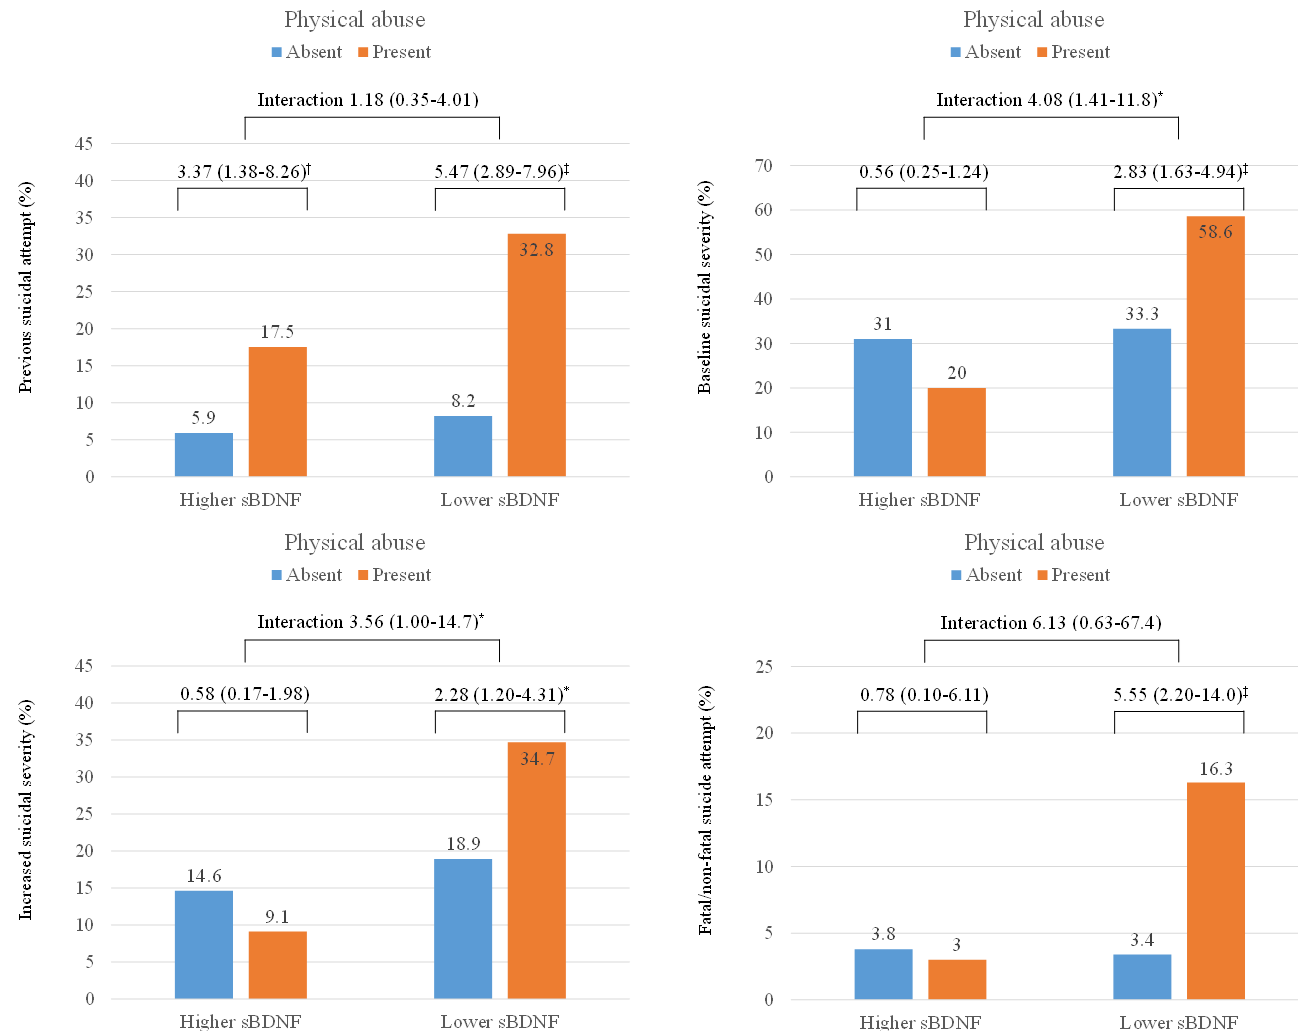 Physical abuse
Absent Present
Interaction 1.18 (0.35-4.01)
3.37 (1.38-8.26)†
5.47 (2.89-7.96)‡
Previous suicidal attempt (%)
45
40
35
30
25
20
15
10
5
0
5.9
17.5
8.2
32.8
Higher sBDNF
Lower sBDNF
Physical abuse
Absent Present
Interaction 4.08 (1.41-11.8)*
0.56 (0.25-1.24)
2.83 (1.63-4.94)‡
Baseline suicidal severity (%)
70
60
50
40
30
20
10
0
31
20
33.3
58.6
Higher sBDNF
Lower sBDNF
Physical abuse
Absent Present
Interaction 3.56 (1.00-14.7)*
0.58 (0.17-1.98)
2.28 (1.20-4.31)*
Increased suicidal severity (%)
45
40
35
30
25
20
15
10
5
0
14.6
9.1
18.9
34.7
Higher sBDNF
Lower sBDNF
Physical abuse
Absent Present
Interaction 6.13 (0.63-67.4)
0.78 (0.10-6.11)
5.55 (2.20-14.0)‡
Fatal/non-fatal suicide attempt (%)
25
20
15
10
5
0
3.8
3
3.4
16.3
Higher sBDNF
Lower sBDNF